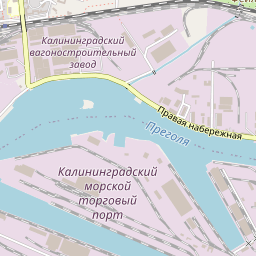 Калининградский
вагоностроительный
завод
Правая набережная
Преголя
Калининградский
морской
торговый
порт